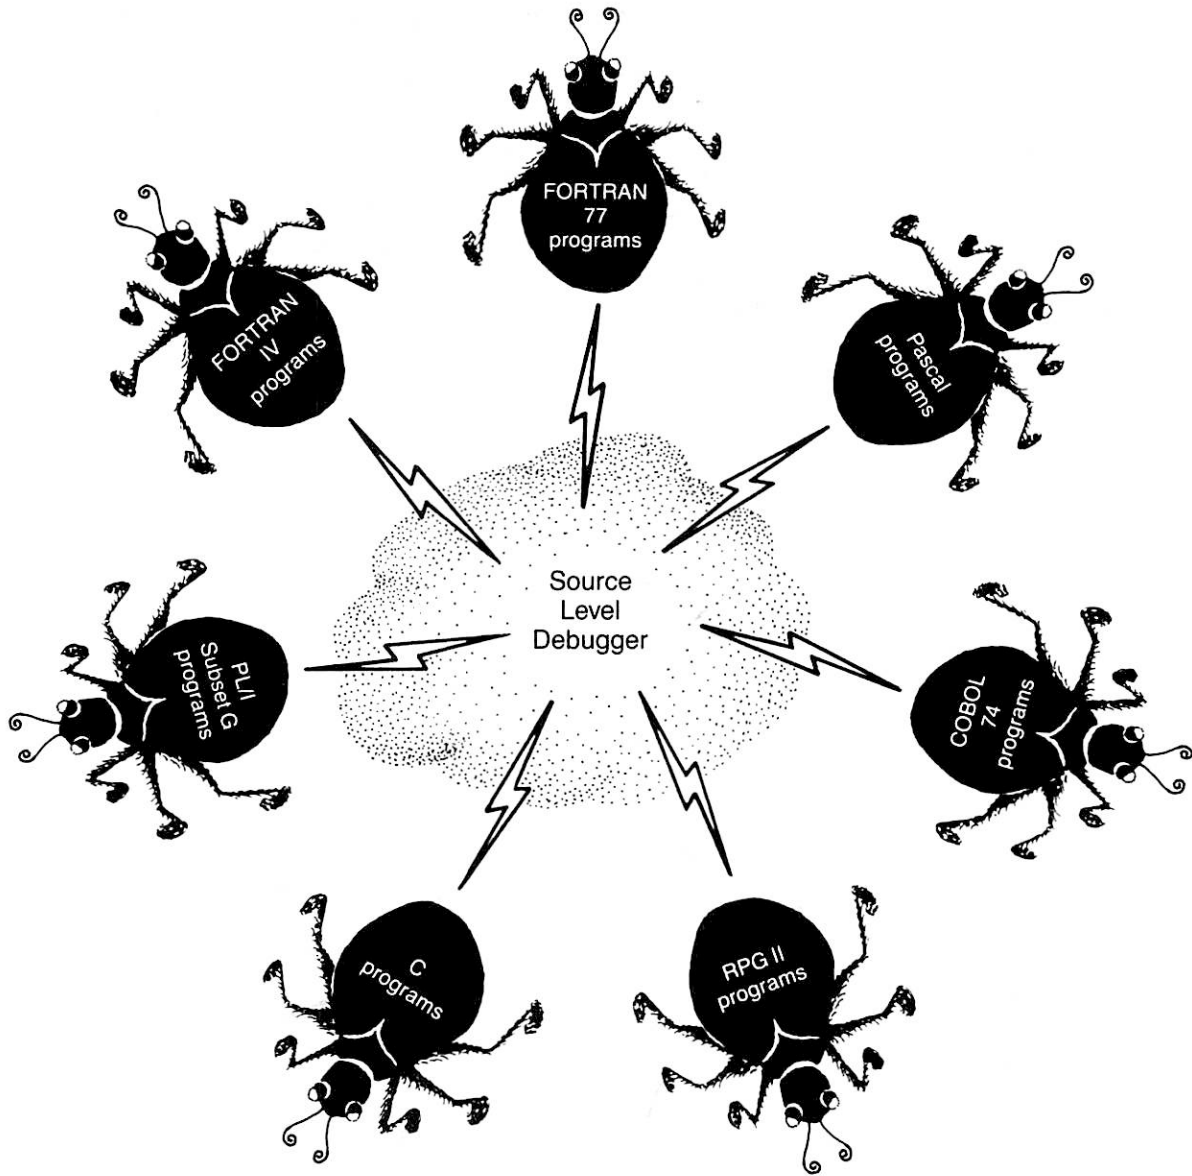 FORTRAN
77
programs
FORTRAN
IV
programs
Pascal
programs
Source
Level
Debugger
PL/I
Subset G
programs
COBOL
74
programs
C
programs
RPG II
programs